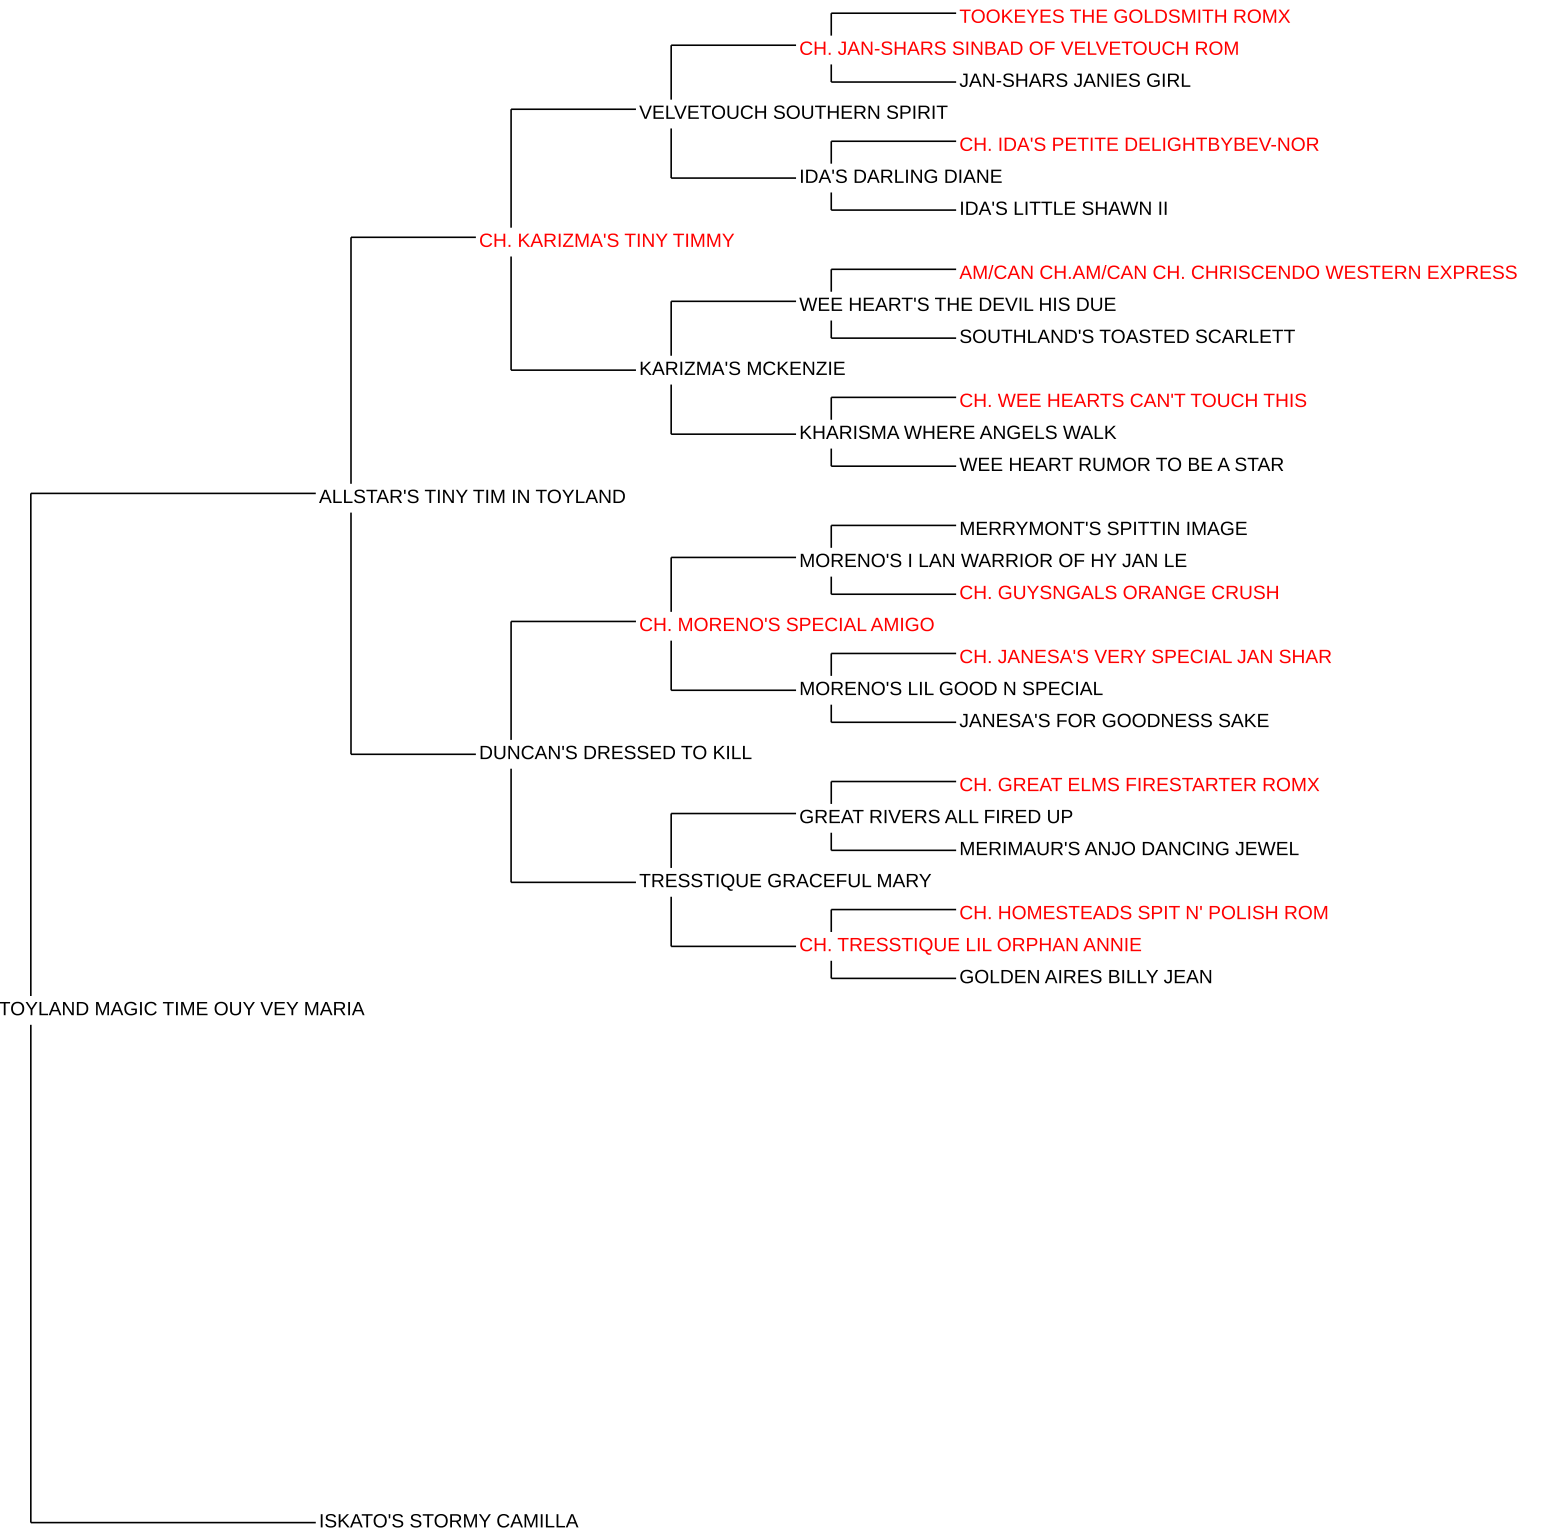 TOOKEYES THE GOLDSMITH ROMX
CH. JAN-SHARS SINBAD OF VELVETOUCH ROM
JAN-SHARS JANIES GIRL
VELVETOUCH SOUTHERN SPIRIT
CH. IDA'S PETITE DELIGHTBYBEV-NOR
IDA'S DARLING DIANE
IDA'S LITTLE SHAWN II
CH. KARIZMA'S TINY TIMMY
AM/CAN CH.AM/CAN CH. CHRISCENDO WESTERN EXPRESS
WEE HEART'S THE DEVIL HIS DUE
SOUTHLAND'S TOASTED SCARLETT
KARIZMA'S MCKENZIE
CH. WEE HEARTS CAN'T TOUCH THIS
KHARISMA WHERE ANGELS WALK
WEE HEART RUMOR TO BE A STAR
ALLSTAR'S TINY TIM IN TOYLAND
MERRYMONT'S SPITTIN IMAGE
MORENO'S I LAN WARRIOR OF HY JAN LE
CH. GUYSNGALS ORANGE CRUSH
CH. MORENO'S SPECIAL AMIGO
CH. JANESA'S VERY SPECIAL JAN SHAR
MORENO'S LIL GOOD N SPECIAL
JANESA'S FOR GOODNESS SAKE
DUNCAN'S DRESSED TO KILL
CH. GREAT ELMS FIRESTARTER ROMX
GREAT RIVERS ALL FIRED UP
MERIMAUR'S ANJO DANCING JEWEL
TRESSTIQUE GRACEFUL MARY
CH. HOMESTEADS SPIT N' POLISH ROM
CH. TRESSTIQUE LIL ORPHAN ANNIE
GOLDEN AIRES BILLY JEAN
TOYLAND MAGIC TIME OUY VEY MARIA
ISKATO'S STORMY CAMILLA